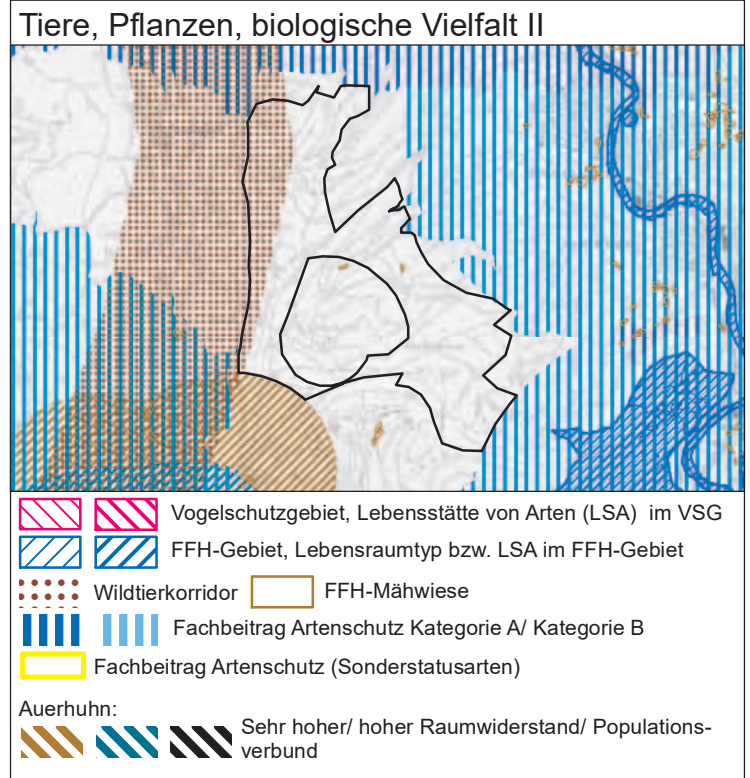 Tiere, Pflanzen, biologische Vielfalt II
Vogelschutzgebiet, Lebensstätte von Arten (LSA) im VSG
FFH-Gebiet, Lebensraumtyp bzw. LSA im FFH-Gebiet
Wildtierkorridor FFH-Mähwiese
Fachbeitrag Artenschutz Kategorie A/ Kategorie B
Fachbeitrag Artenschutz (Sonderstatusarten)
Auerhuhn:
Sehr hoher/ hoher Raumwiderstand/ Populations-
verbund